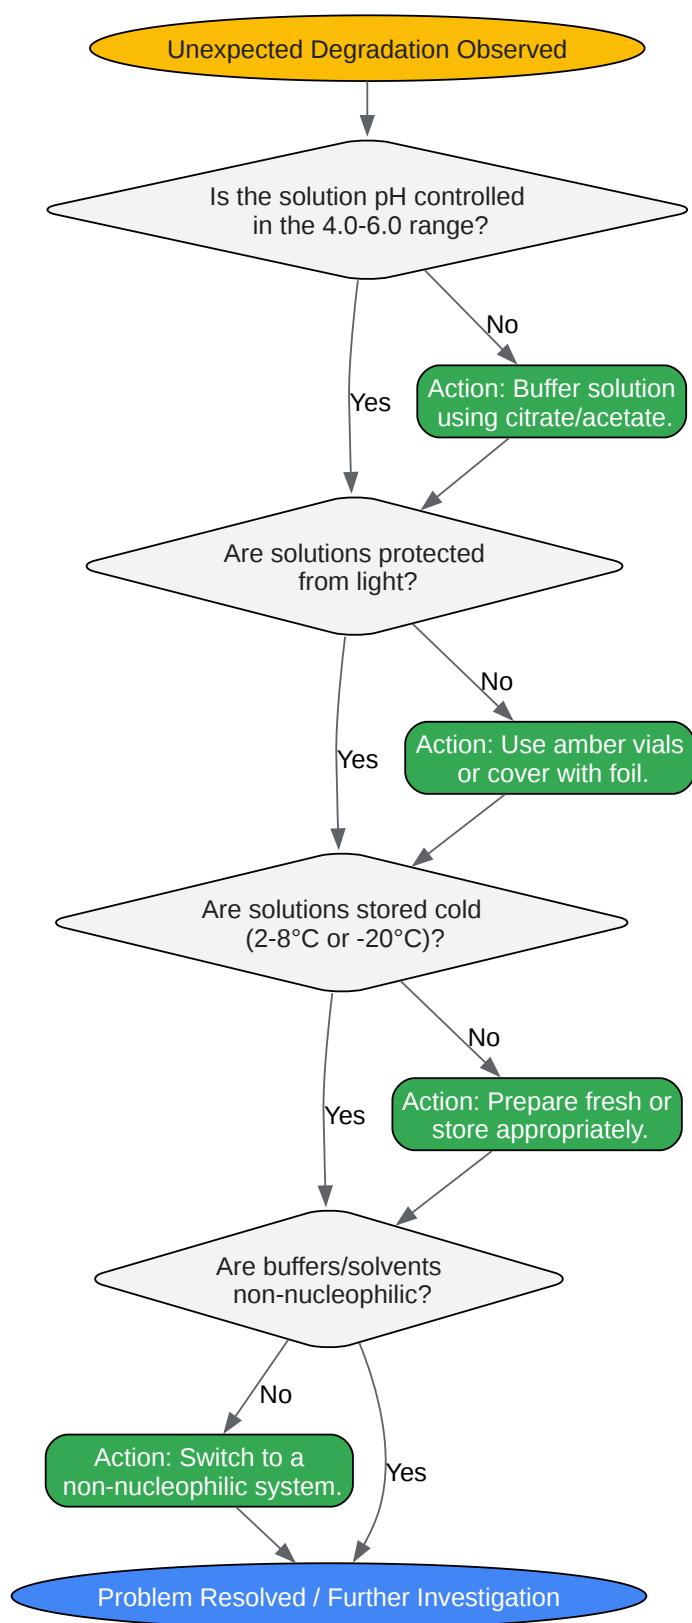 Unexpected Degradation Observed
Is the solution pH controlled
in the 4.0-6.0 range?
No
Yes
Action: Buffer solution
using citrate/acetate.
Are solutions protected
from light?
No
Yes
Action: Use amber vials
or cover with foil.
Are solutions stored cold
(2-8°C or -20°C)?
No
Yes
Action: Prepare fresh or
store appropriately.
Are buffers/solvents
non-nucleophilic?
No
Yes
Action: Switch to a
non-nucleophilic system.
Problem Resolved / Further Investigation